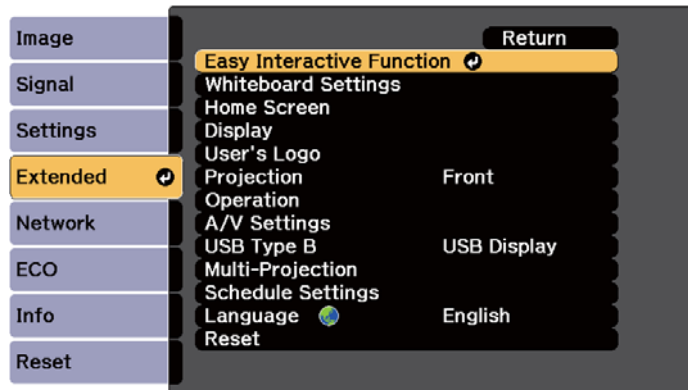 Image
Signal
Settings
Extended
Network
ECO
Info
Reset
Return
Easy Interactive Function
Whiteboard Settings
Home Screen
Display
User's Logo
Projection Front
Operation
A/V Settings
USB Type B USB Display
Multi-Projection
Schedule Settings
Language English
Reset